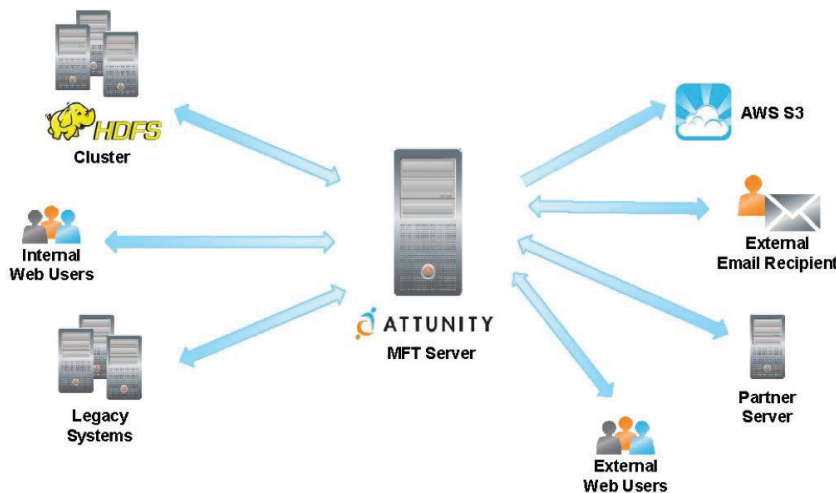 HDFS
Cluster
AWS S3
Internal
Web Users
External
Email Recipient
ATTUNITY
MFT Server
Legacy
Systems
Partner
Server
External
Web Users